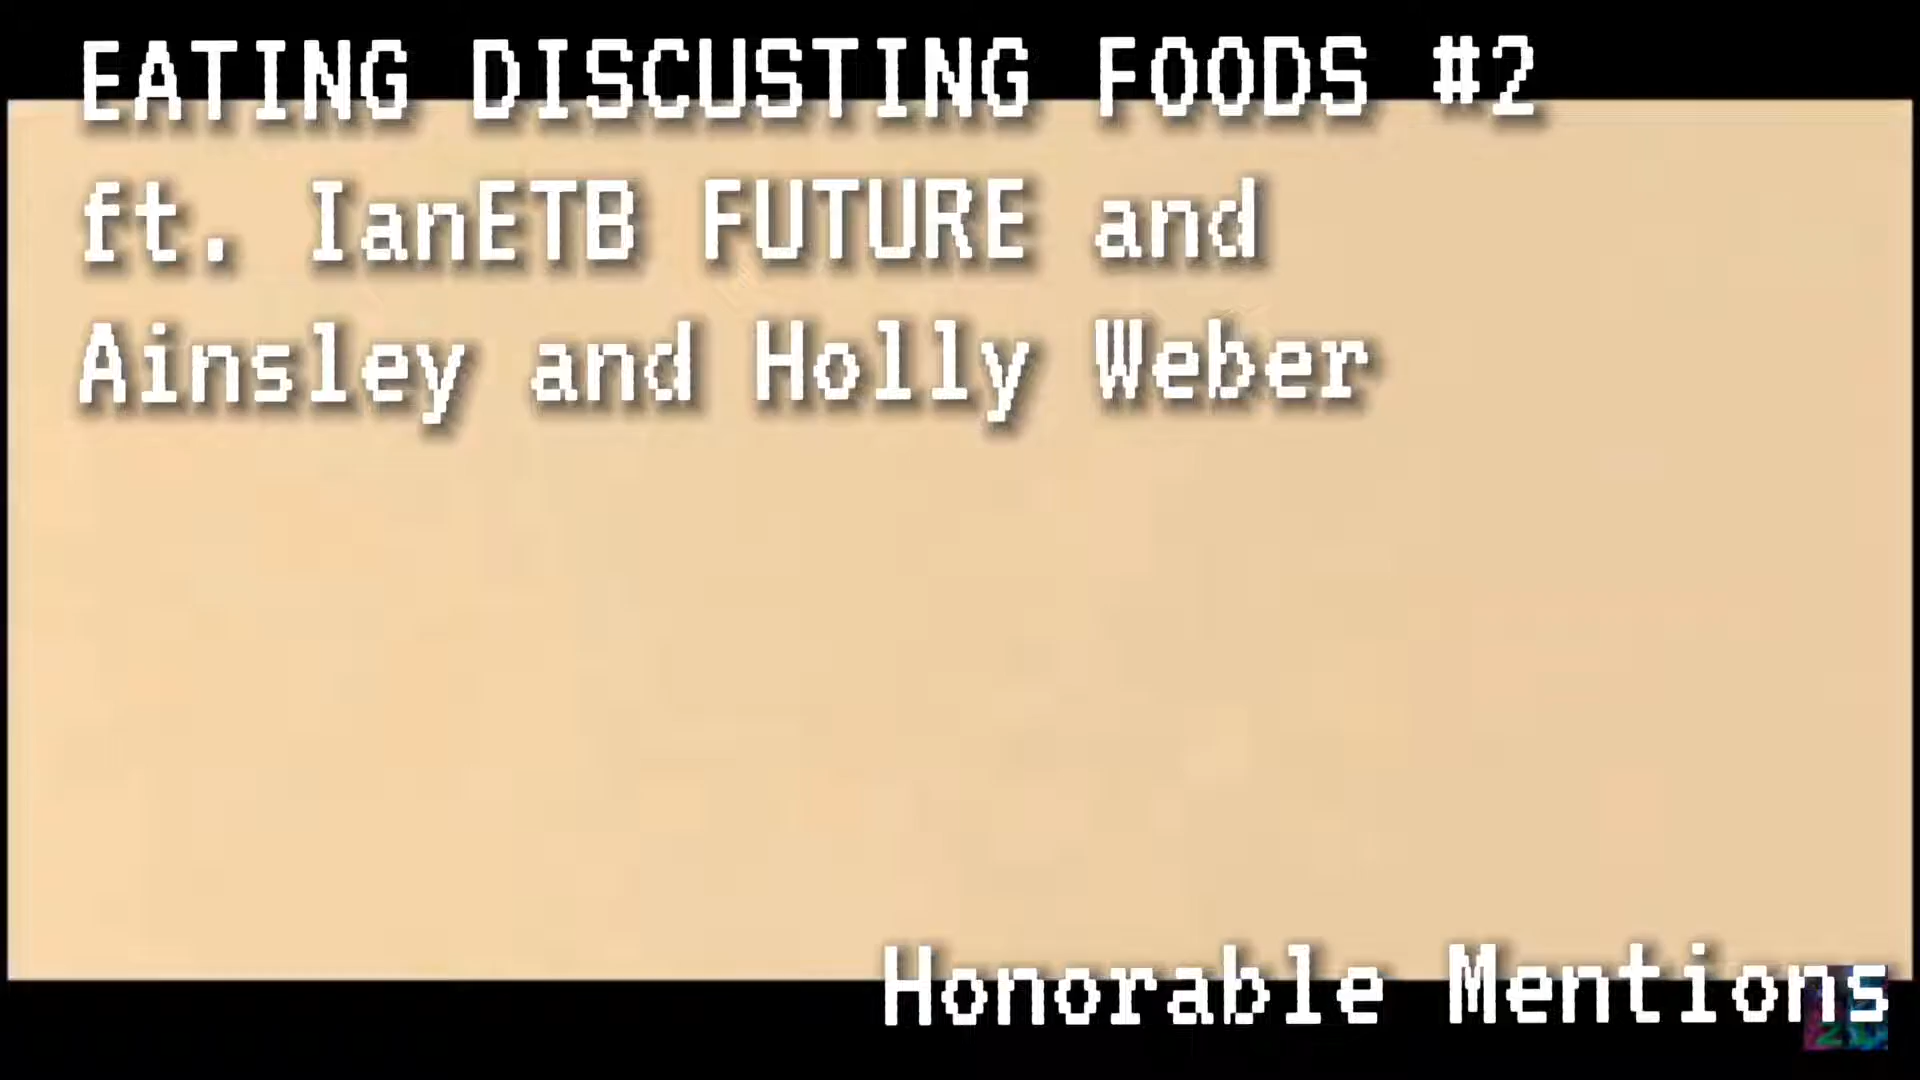 EATING DISCUSTING FOODS #2
ft. IanETB FUTURE and
Ainsley and Holly Weber
Honorable Mentions